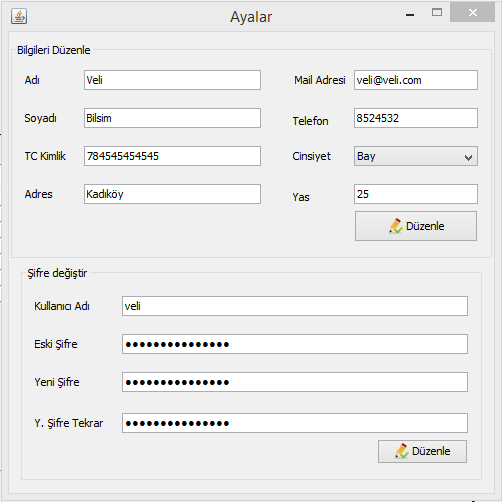 Ayalar
Bilgileri Düzenle
Adı Veli Mail Adresi veli@veli.com
Soyadı Bilsim Telefon 8524532
TC Kimlik 784545454545 Cinsiyet Bay
Adres Kadıköy Yas 25
Düzenle
Şifre değiştir
Kullanıcı Adı veli
Eski Şifre ●●●●●●●●●●●●●●●
Yeni Şifre ●●●●●●●●●●●●●●●
Y. Şifre Tekrar ●●●●●●●●●●●●●●●
Düzenle